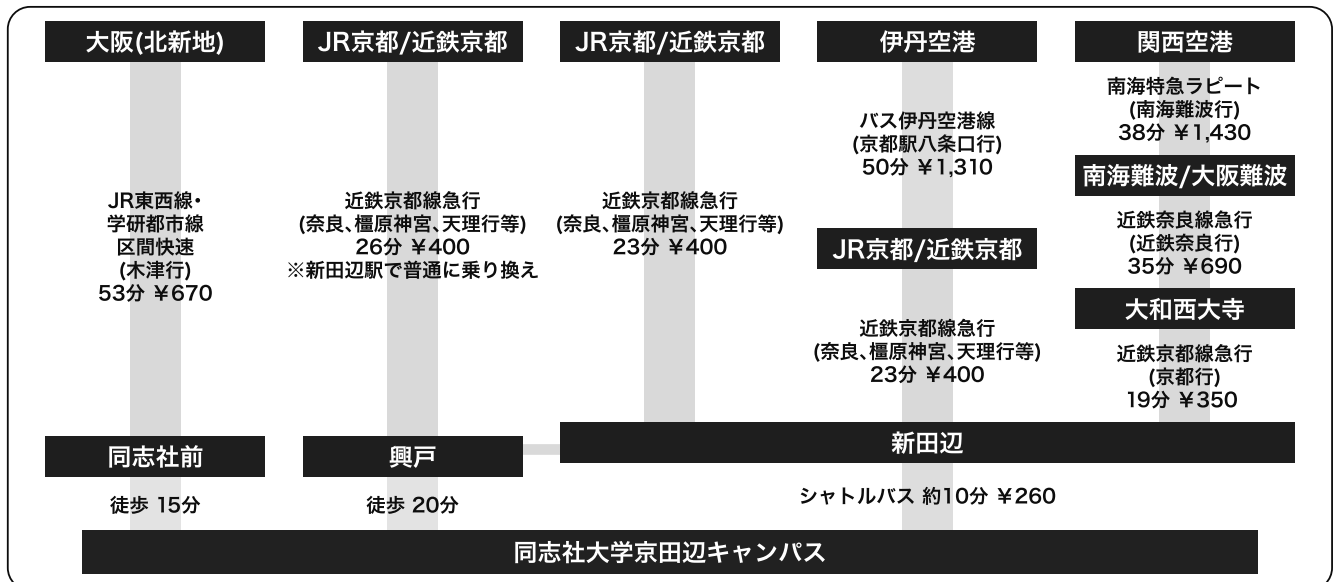 大阪(北新地)
JR東西線・
学研都市線
区間快速
(木津行)
53分 ¥670
同志社前
徒歩 15分
JR京都/近鉄京都
近鉄京都線急行
(奈良、橿原神宮、天理行等)
26分 ¥400
※新田辺駅で普通に乗り換え
興戸
徒歩 20分
JR京都/近鉄京都
近鉄京都線急行
(奈良、橿原神宮、天理行等)
23分 ¥400
伊丹空港
バス伊丹空港線
(京都駅八条口行)
50分 ¥1,310
JR京都/近鉄京都
近鉄京都線急行
(奈良、橿原神宮、天理行等)
23分 ¥400
関西空港
南海特急ラピート
(南海難波行)
38分 ¥1,430
南海難波/大阪難波
近鉄奈良線急行
(近鉄奈良行)
35分 ¥690
大和西大寺
近鉄京都線急行
(京都行)
19分 ¥350
新田辺
シャトルバス 約10分 ¥260
同志社大学京田辺キャンパス